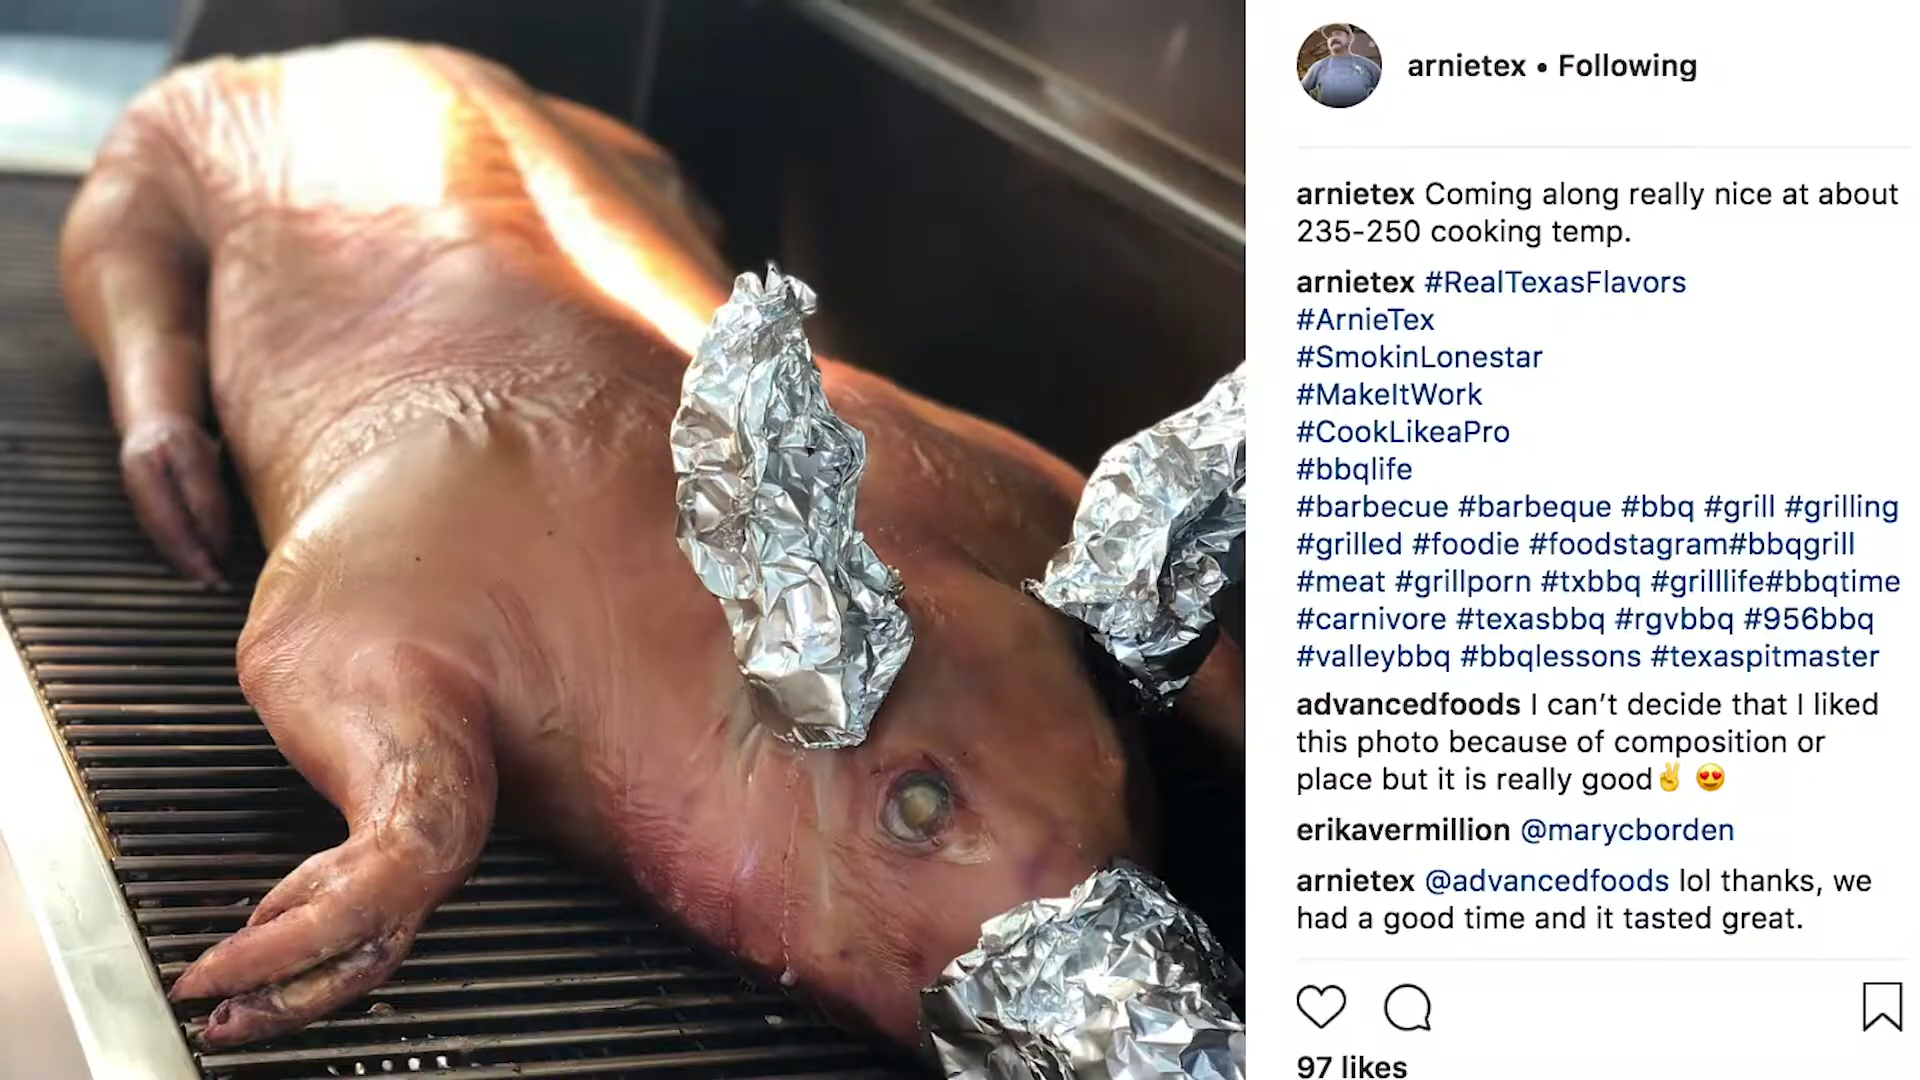 arnietex • Following
arnietex Coming along really nice at about
235-250 cooking temp.
arnietex #RealTexasFlavors
#ArnieTex
#SmokinLonestar
#MakeItWork
#CookLikeaPro
#bbqlife
#barbecue #barbeque #bbq #grill #grilling
#grilled #foodie #foodstagram#bbqgrill
#meat #grillporn #txbbq #grilllife#bbqtime
#carnivore #texasbbq #rgvbbq #956bbq
#valleybbq #bbqlessons #texaspitmaster
advancedfoods I can’t decide that I liked
this photo because of composition or
place but it is really good✌️ 😍
erikavermillion @marycborden
arnietex @advancedfoods lol thanks, we
had a good time and it tasted great.
97 likes